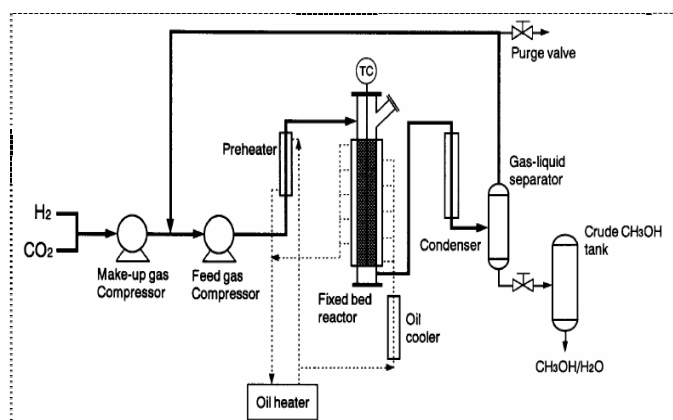 Purge valve
TC
Preheater
Gas-liquid
separator
H2
CO2
Condenser
Crude CH3OH
tank
Make-up gas
Compressor
Feed gas
Compressor
Fixed bed
reactor
Oil
cooler
CH3OH/H2O
Oil heater